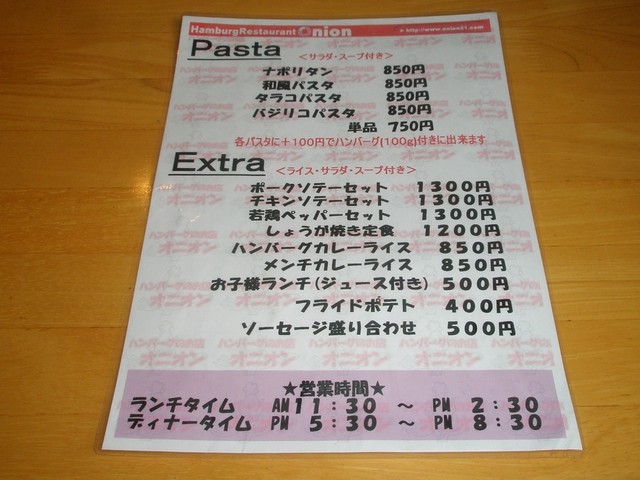 HamburgRestaurant Onion
Pasta <サラダ・スープ付き>
ナポリタン 850円
和風パスタ 850円
タラコパスタ 850円
バジリコパスタ 850円
単品 750円
各パスタに+100円でハンバーグ(100g)付きに出来ます
Extra <ライス・サラダ・スープ付き>
ポークソテーセット 1300円
チキンソテーセット 1300円
若鶏ペッパーセット 1300円
しょうが焼き定食 1200円
ハンバーグカレーライス 850円
メンチカレーライス 850円
お子様ランチ(ジュース付き) 500円
フライドポテト 400円
ソーセージ盛り合わせ 500円
★営業時間★
ランチタイム AM11:30 ~ PM 2:30
ディナータイム PM 5:30 ~ PM 8:30